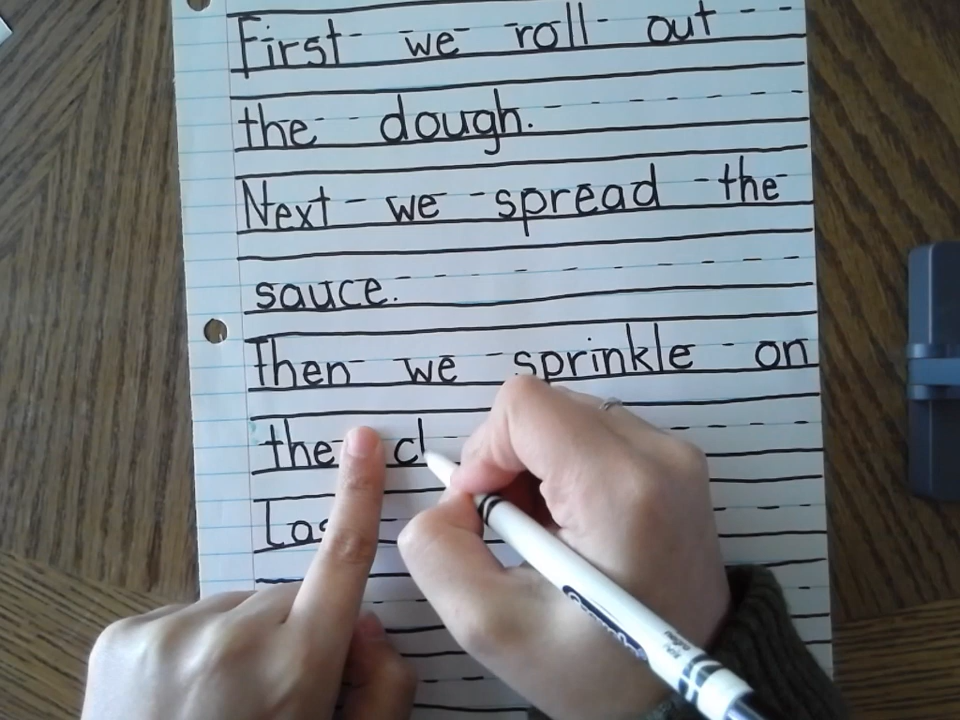 First we roll out
the dough.
Next we spread the
sauce.
Then we sprinkle on
the